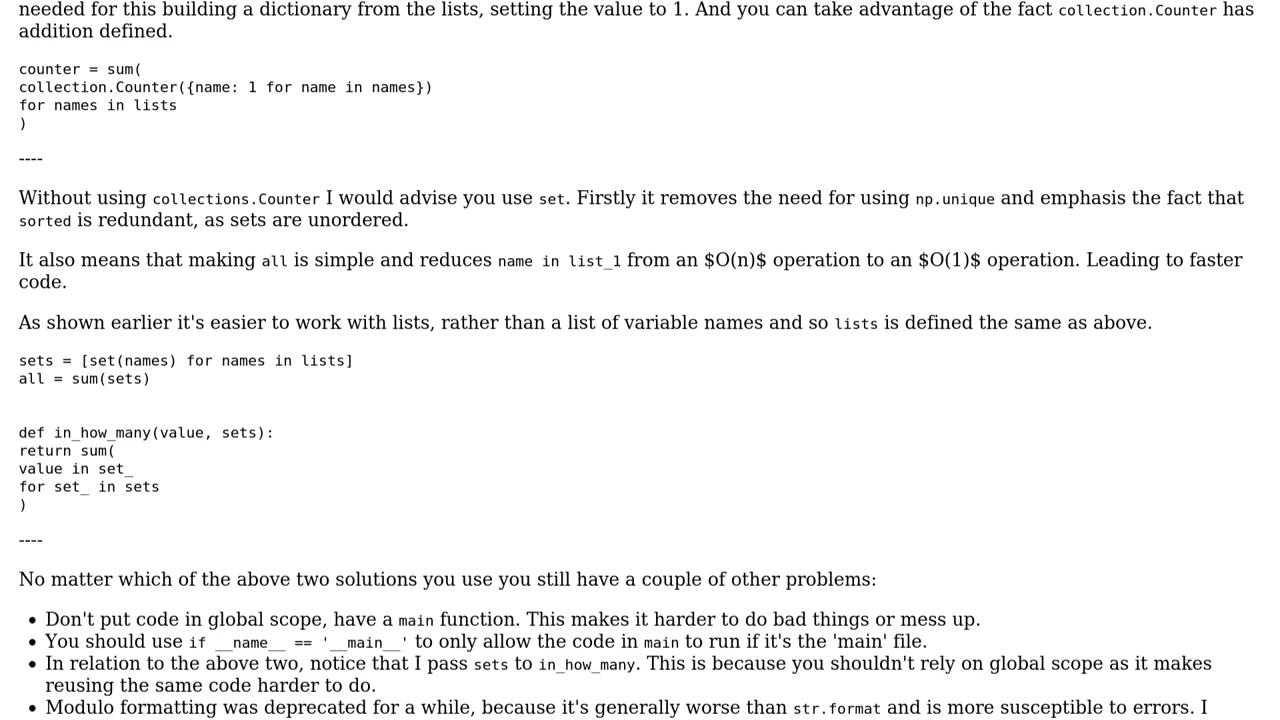 needed for this building a dictionary from the lists, setting the value to 1. And you can take advantage of the fact collection.Counter has
addition defined.
counter = sum(
collection.Counter({name: 1 for name in names})
for names in lists
)
----
Without using collections.Counter I would advise you use set. Firstly it removes the need for using np.unique and emphasis the fact that
sorted is redundant, as sets are unordered.
It also means that making all is simple and reduces name in list_1 from an $O(n)$ operation to an $O(1)$ operation. Leading to faster
code.
As shown earlier it's easier to work with lists, rather than a list of variable names and so lists is defined the same as above.
sets = [set(names) for names in lists]
all = sum(sets)
def in_how_many(value, sets):
return sum(
value in set_
for set_ in sets
)
----
No matter which of the above two solutions you use you still have a couple of other problems:
• Don't put code in global scope, have a main function. This makes it harder to do bad things or mess up.
• You should use if __name__ == '__main__' to only allow the code in main to run if it's the 'main' file.
• In relation to the above two, notice that I pass sets to in_how_many. This is because you shouldn't rely on global scope as it makes
reusing the same code harder to do.
• Modulo formatting was deprecated for a while, because it's generally worse than str.format and is more susceptible to errors. I